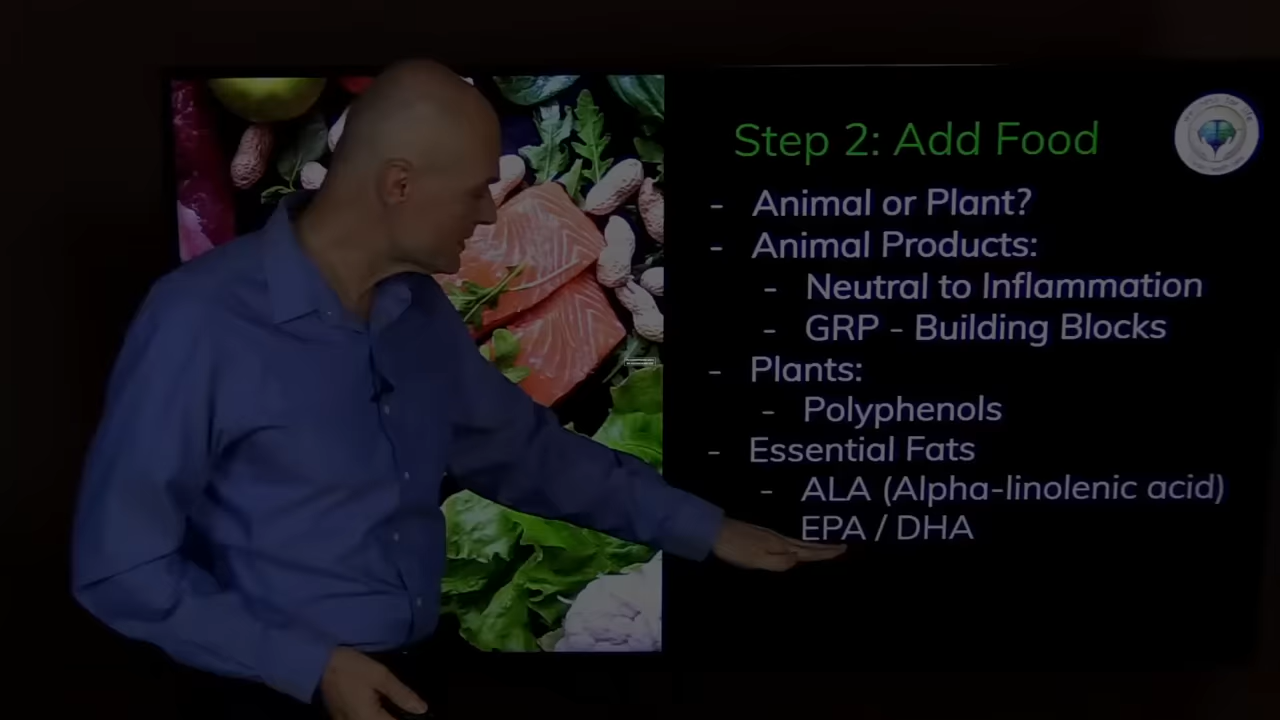 Step 2: Add Food
- Animal or Plant?
- Animal Products:
- Neutral to Inflammation
- GRP - Building Blocks
- Plants:
- Polyphenols
- Essential Fats
- ALA (Alpha-linolenic acid)
EPA / DHA